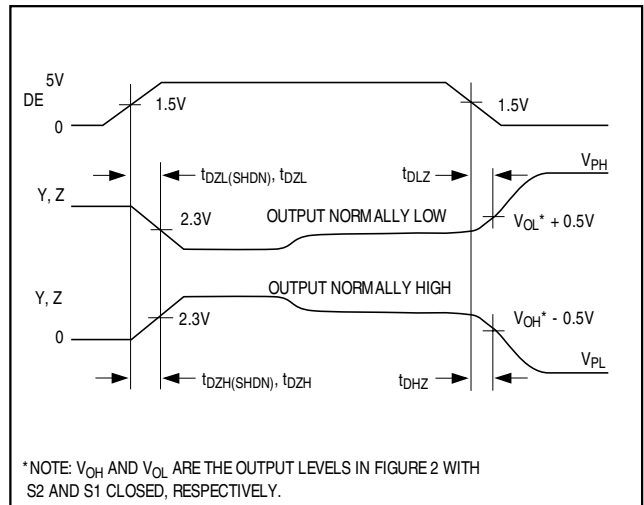 5V
DE
1.5V
1.5V
0
tDZL(SHDN), tDZL
tDLZ
VPH
Y, Z
2.3V
OUTPUT NORMALLY LOW
VOL* + 0.5V
OUTPUT NORMALLY HIGH
Y, Z
2.3V
VOH* - 0.5V
0
VPL
tDZH(SHDN), tDZH
tDHZ
*NOTE: VOH AND VOL ARE THE OUTPUT LEVELS IN FIGURE 2 WITH
S2 AND S1 CLOSED, RESPECTIVELY.